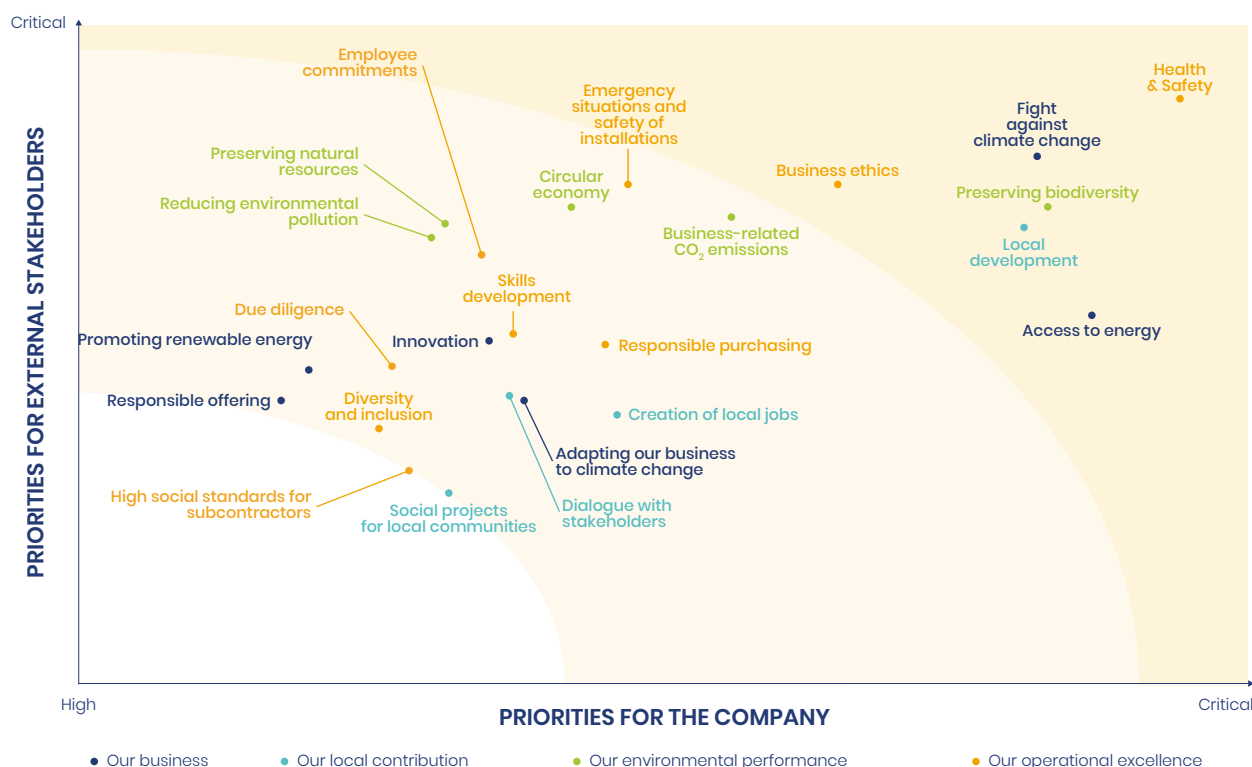 Critical
PRIORITIES FOR EXTERNAL STAKEHOLDERS
Employee
commitments
Emergency
situations and
safety of
installations
Health
& Safety
Fight
against
climate change
Preserving natural
resources
Circular
economy
Business ethics
Reducing environmental
pollution
Preserving biodiversity
Business-related
CO₂ emissions
Local
development
Skills
development
Due diligence
Promoting renewable energy
Innovation
Responsible purchasing
Access to energy
Responsible offering
Diversity
and inclusion
Creation of local jobs
Adapting our business
to climate change
High social standards for
subcontractors
Social projects
for local communities
Dialogue with
stakeholders
High
PRIORITIES FOR THE COMPANY
Critical
Our business
Our local contribution
Our environmental performance
Our operational excellence